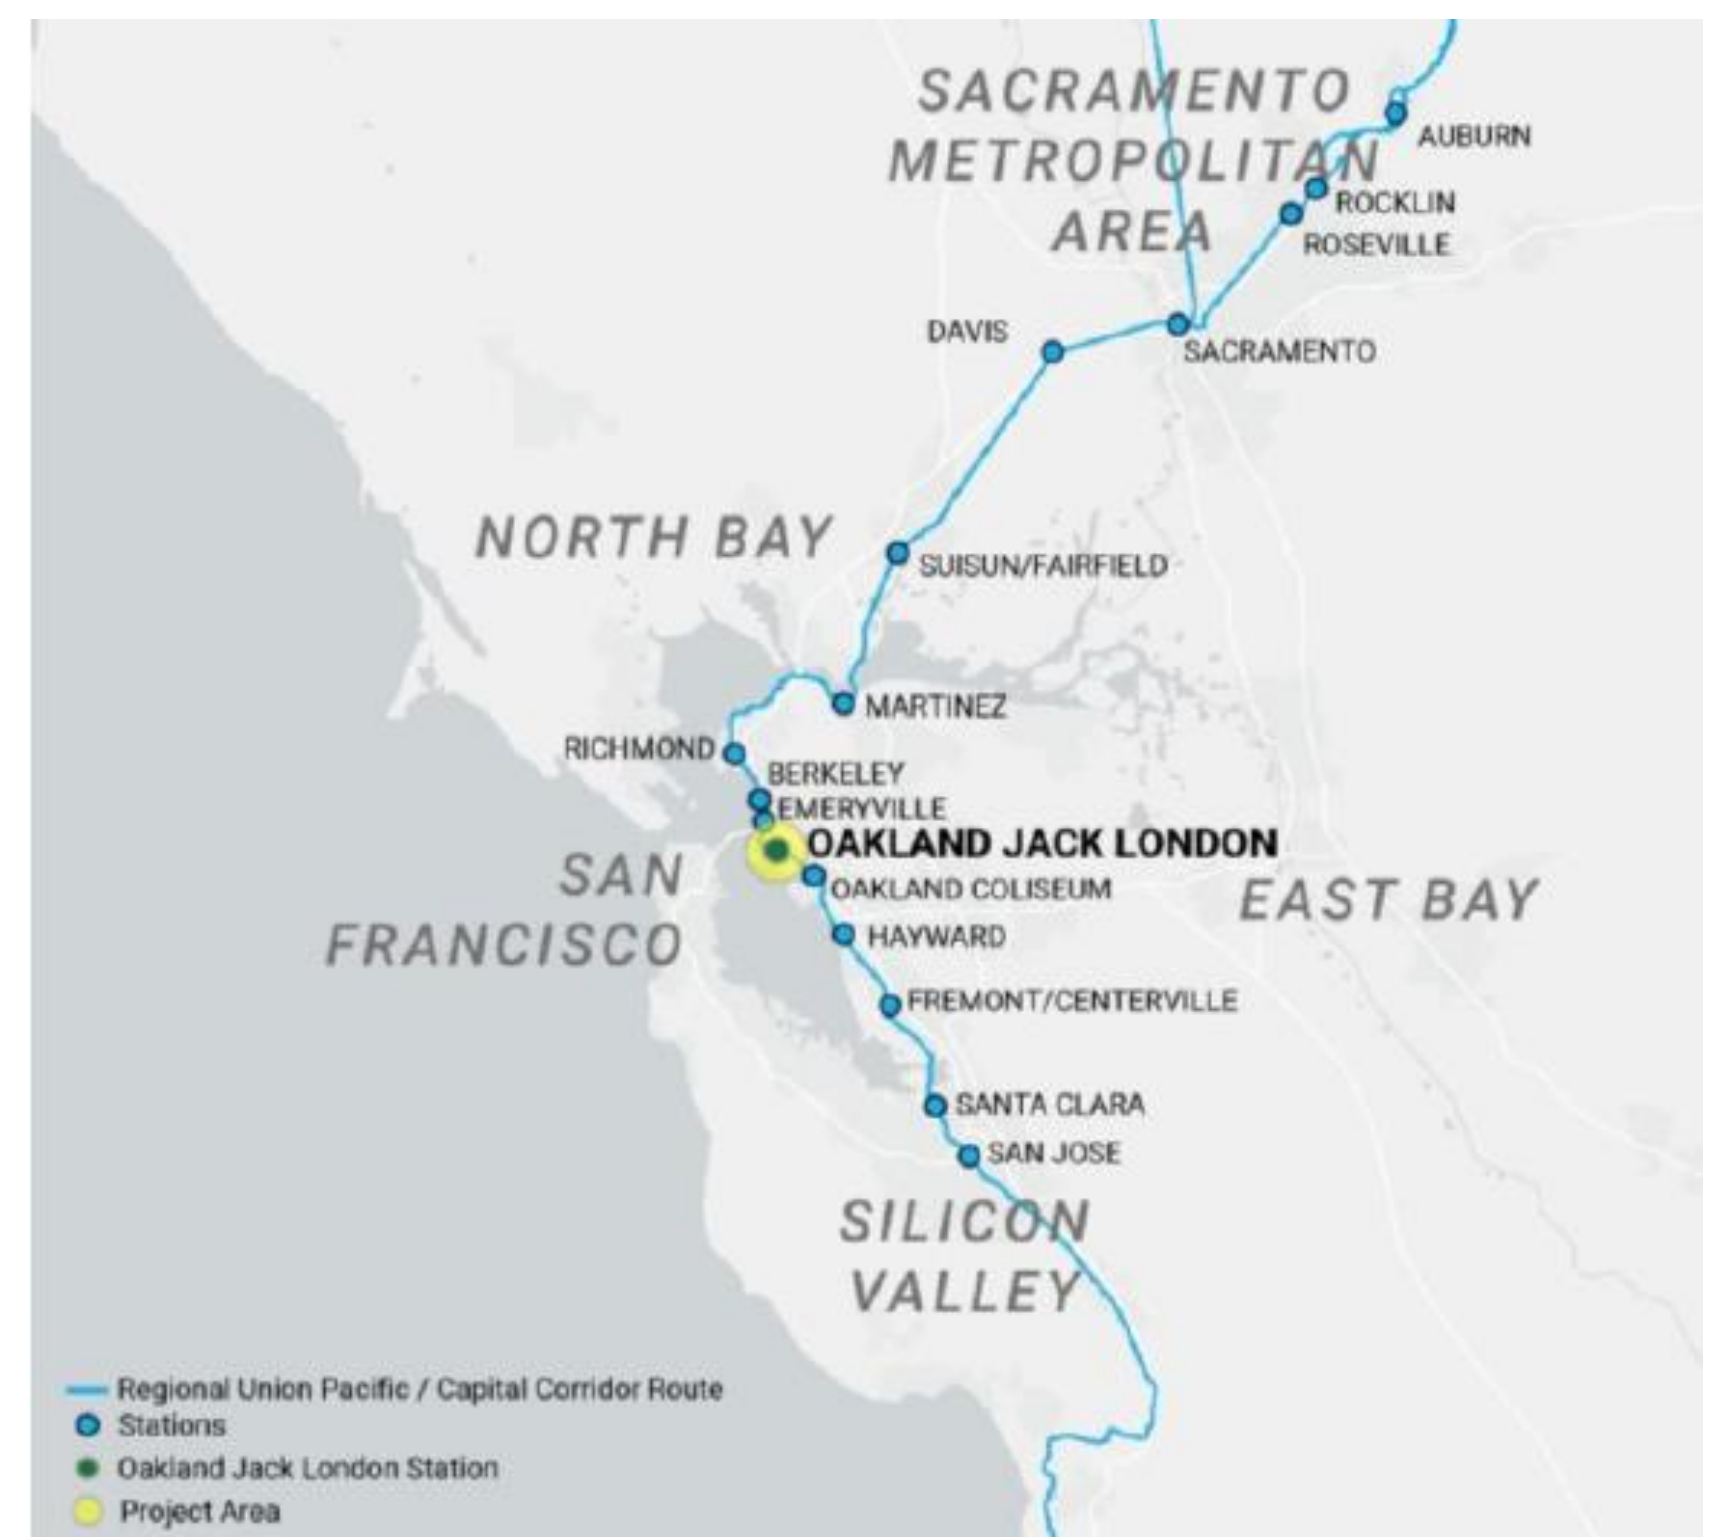 SACRAMENTO
METROPOLITAN
AREA
AUBURN
ROCKLIN
ROSEVILLE
DAVIS
SACRAMENTO
NORTH BAY
SUISUN/FAIRFIELD
MARTINEZ
RICHMOND
BERKELEY
EMERYVILLE
OAKLAND JACK LONDON
SAN
FRANCISCO
OAKLAND COLISEUM
EAST BAY
HAYWARD
FREMONT/CENTERVILLE
SANTA CLARA
SAN JOSE
SILICON
VALLEY
Regional Union Pacific / Capital Corridor Route
Stations
Oakland Jack London Station
Project Area